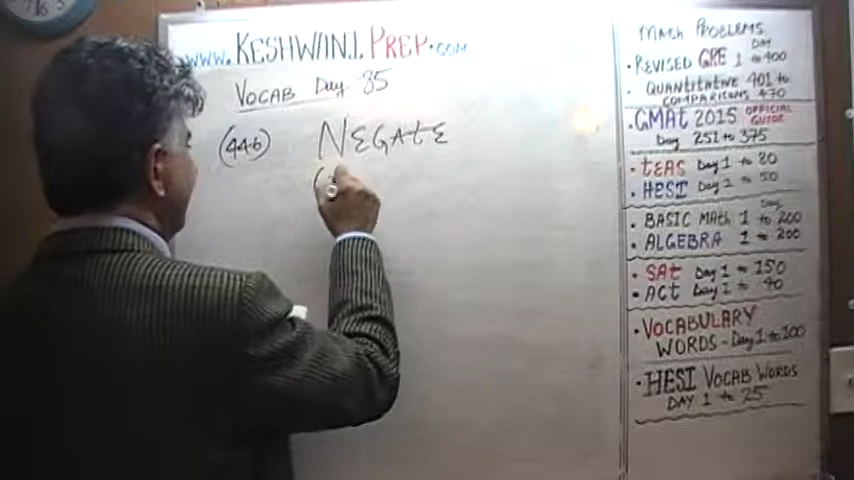 www.KESHWANI PREP.com
VOCAB Day 35
(446) NEGATE
MATH PROBLEMS
DAY
• REVISED GRE 1 to 400
• QUANTITATIVE 401 to
COMPARISONS 470
• GMAT 2015 OFFICIAL GUIDE
Day 251 to 375
• TEAS Day 1 to 80
• HESI Day 1 to 50
Day
• BASIC Math 1 to 200
• ALGEBRA 1 to 200
• SAT Day 1 to 150
• ACT Day 1 to 90
• VOCABULARY
WORDS - Day 1 to 100
• HESI VOCAB WORDS
DAY 1 to 25